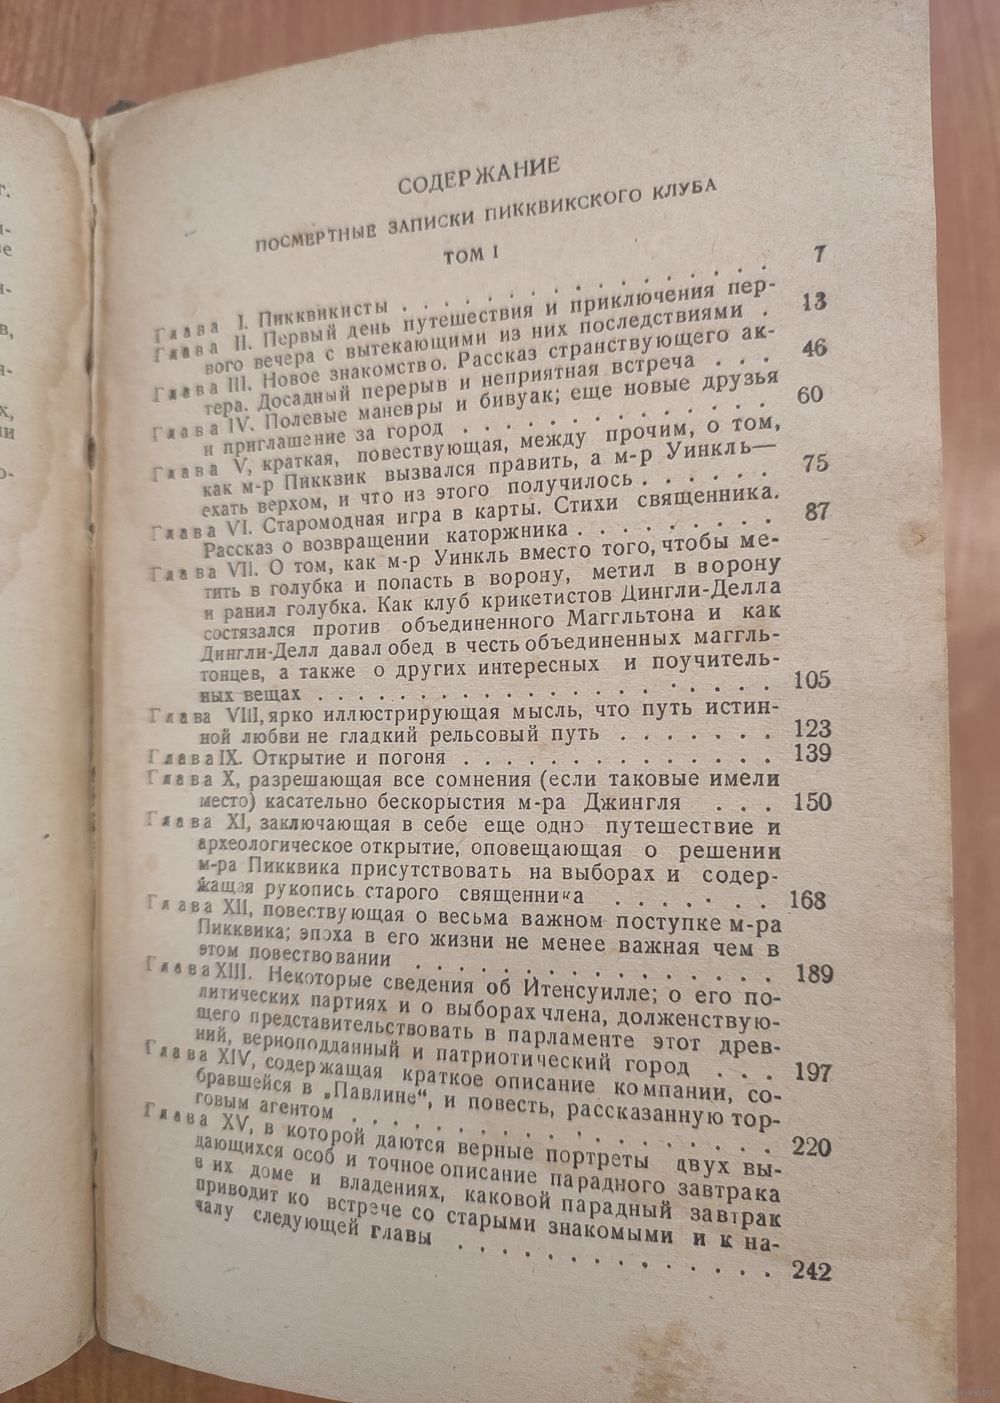 СОДЕРЖАНИЕ
ПОСМЕРТНЫЕ ЗАПИСКИ ПИКквИКСКОГО КЛУБА
ТОМ I
Глава I. Пикквикисты . . . . . . . . . . . . . . 7
Глава II. Первый день путешествия и приключения пер-
вого вечера с вытекающими из них последствиями . 13
Глава III. Новое знакомство. Рассказ странствующего ак-
тера. Досадный перерыв и неприятная встреча . . . 46
Глава IV. Полевые маневры и бивуак; еще новые друзья
и приглашение за город . . . . . . . . . . . . 60
Глава V, краткая, повествующая, между прочим, о том,
как м-р Пикквик вызвался править, а м-р Уинкль—
ехать верхом, и что из этого получилось . . . . . . 75
Глава VI. Старомодная игра в карты. Стихи священника.
Рассказ о возвращении каторжника . . . . . . . . 87
Глава VII. О том, как м-р Уинкль вместо того, чтобы ме-
тить в голубка и попасть в ворону, метил в ворону
и ранил голубка. Как клуб крикетистов Дингли-Делла
состязался против объединенного Маггльтона и как
Дингли-Делл давал обед в честь объединенных маггль-
тонцев, а также о других интересных и поучитель-
ных вещах . . . . . . . . . . . . . . . . . . . 105
Глава VIII, ярко иллюстрирующая мысль, что путь истин-
ной любви не гладкий рельсовый путь . . . . . . . 123
Глава IX. Открытие и погоня . . . . . . . . . . . . . 139
Глава X, разрешающая все сомнения (если таковые имели
место) касательно бескорыстия м-ра Джингля . . . 150
Глава XI, заключающая в себе еще одно путешествие и
археологическое открытие, оповещающая о решении
м-ра Пикквика присутствовать на выборах и содер-
жащая рукопись старого священника . . . . . . . 168
Глава XII, повествующая о весьма важном поступке м-ра
Пикквика; эпоха в его жизни не менее важная чем в
этом повествовании . . . . . . . . . . . . . . . 189
Глава XIII. Некоторые сведения об Итенсуилле; о его по-
литических партиях и о выборах члена, долженствую-
щего представительствовать в парламенте этот древ-
ний, верноподданный и патриотический город . . . 197
Глава XIV, содержащая краткое описание компании, со-
бравшейся в „Павлине“, и повесть, рассказанную тор-
говым агентом . . . . . . . . . . . . . . . . . 220
Глава XV, в которой даются верные портреты двух вы-
дающихся особ и точное описание парадного завтрака
в их доме и владениях, каковой парадный завтрак
приводит ко встрече со старыми знакомыми и к на-
чалу следующей главы . . . . . . . . . . . . . 242